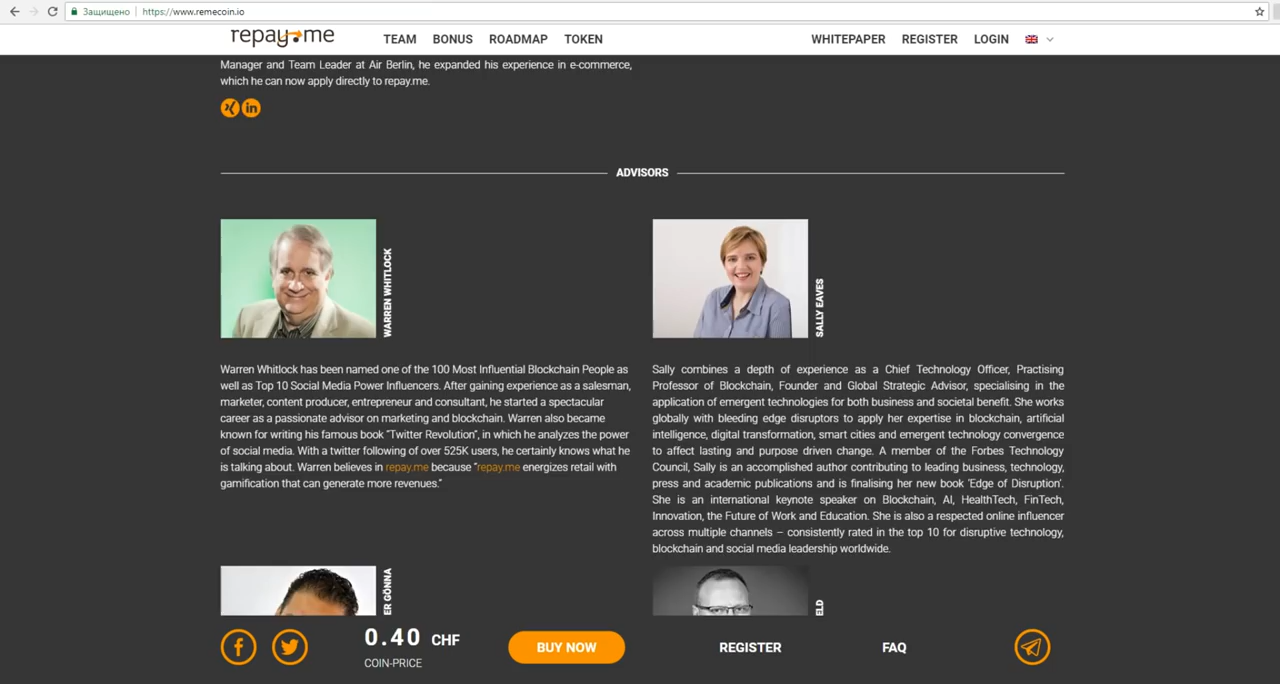 Защищено https://www.remecoin.io
repay.me TEAM BONUS ROADMAP TOKEN WHITEPAPER REGISTER LOGIN
Manager and Team Leader at Air Berlin, he expanded his experience in e-commerce,
which he can now apply directly to repay.me.
ADVISORS
WARREN WHITLOCK
Warren Whitlock has been named one of the 100 Most Influential Blockchain People as
well as Top 10 Social Media Power Influencers. After gaining experience as a salesman,
marketer, content producer, entrepreneur and consultant, he started a spectacular
career as a passionate advisor on marketing and blockchain. Warren also became
known for writing his famous book “Twitter Revolution”, in which he analyzes the power
of social media. With a twitter following of over 525K users, he certainly knows what he
is talking about. Warren believes in repay.me because “repay.me energizes retail with
gamification that can generate more revenues.”
SALLY EAVES
Sally combines a depth of experience as a Chief Technology Officer, Practising
Professor of Blockchain, Founder and Global Strategic Advisor, specialising in the
application of emergent technologies for both business and societal benefit. She works
globally with bleeding edge disruptors to apply her expertise in blockchain, artificial
intelligence, digital transformation, smart cities and emergent technology convergence
to affect lasting and purpose driven change. A member of the Forbes Technology
Council, Sally is an accomplished author contributing to leading business, technology,
press and academic publications and is finalising her new book ‘Edge of Disruption’.
She is an international keynote speaker on Blockchain, AI, HealthTech, FinTech,
Innovation, the Future of Work and Education. She is also a respected online influencer
across multiple channels – consistently rated in the top 10 for disruptive technology,
blockchain and social media leadership worldwide.
ER GÖNNA
ELD
0.40 CHF
COIN-PRICE
BUY NOW
REGISTER
FAQ